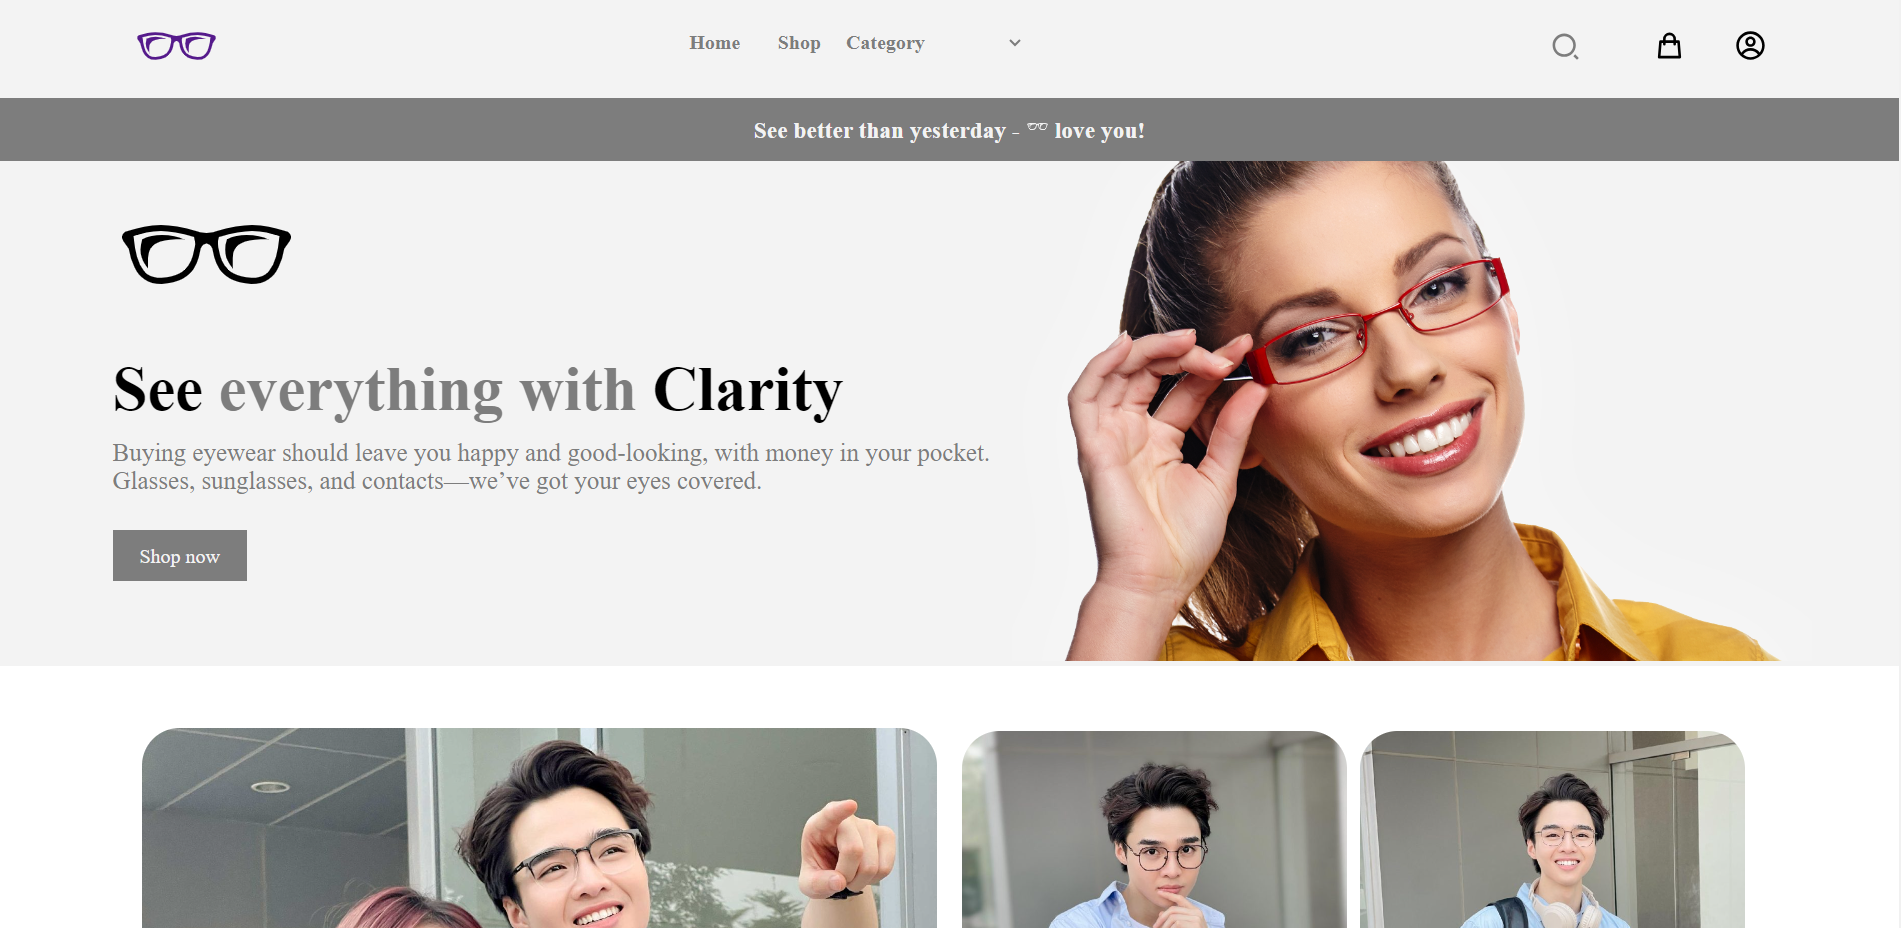 Home Shop Category
See better than yesterday - 👓 love you!
See everything with Clarity
Buying eyewear should leave you happy and good-looking, with money in your pocket.
Glasses, sunglasses, and contacts—we’ve got your eyes covered.
Shop now